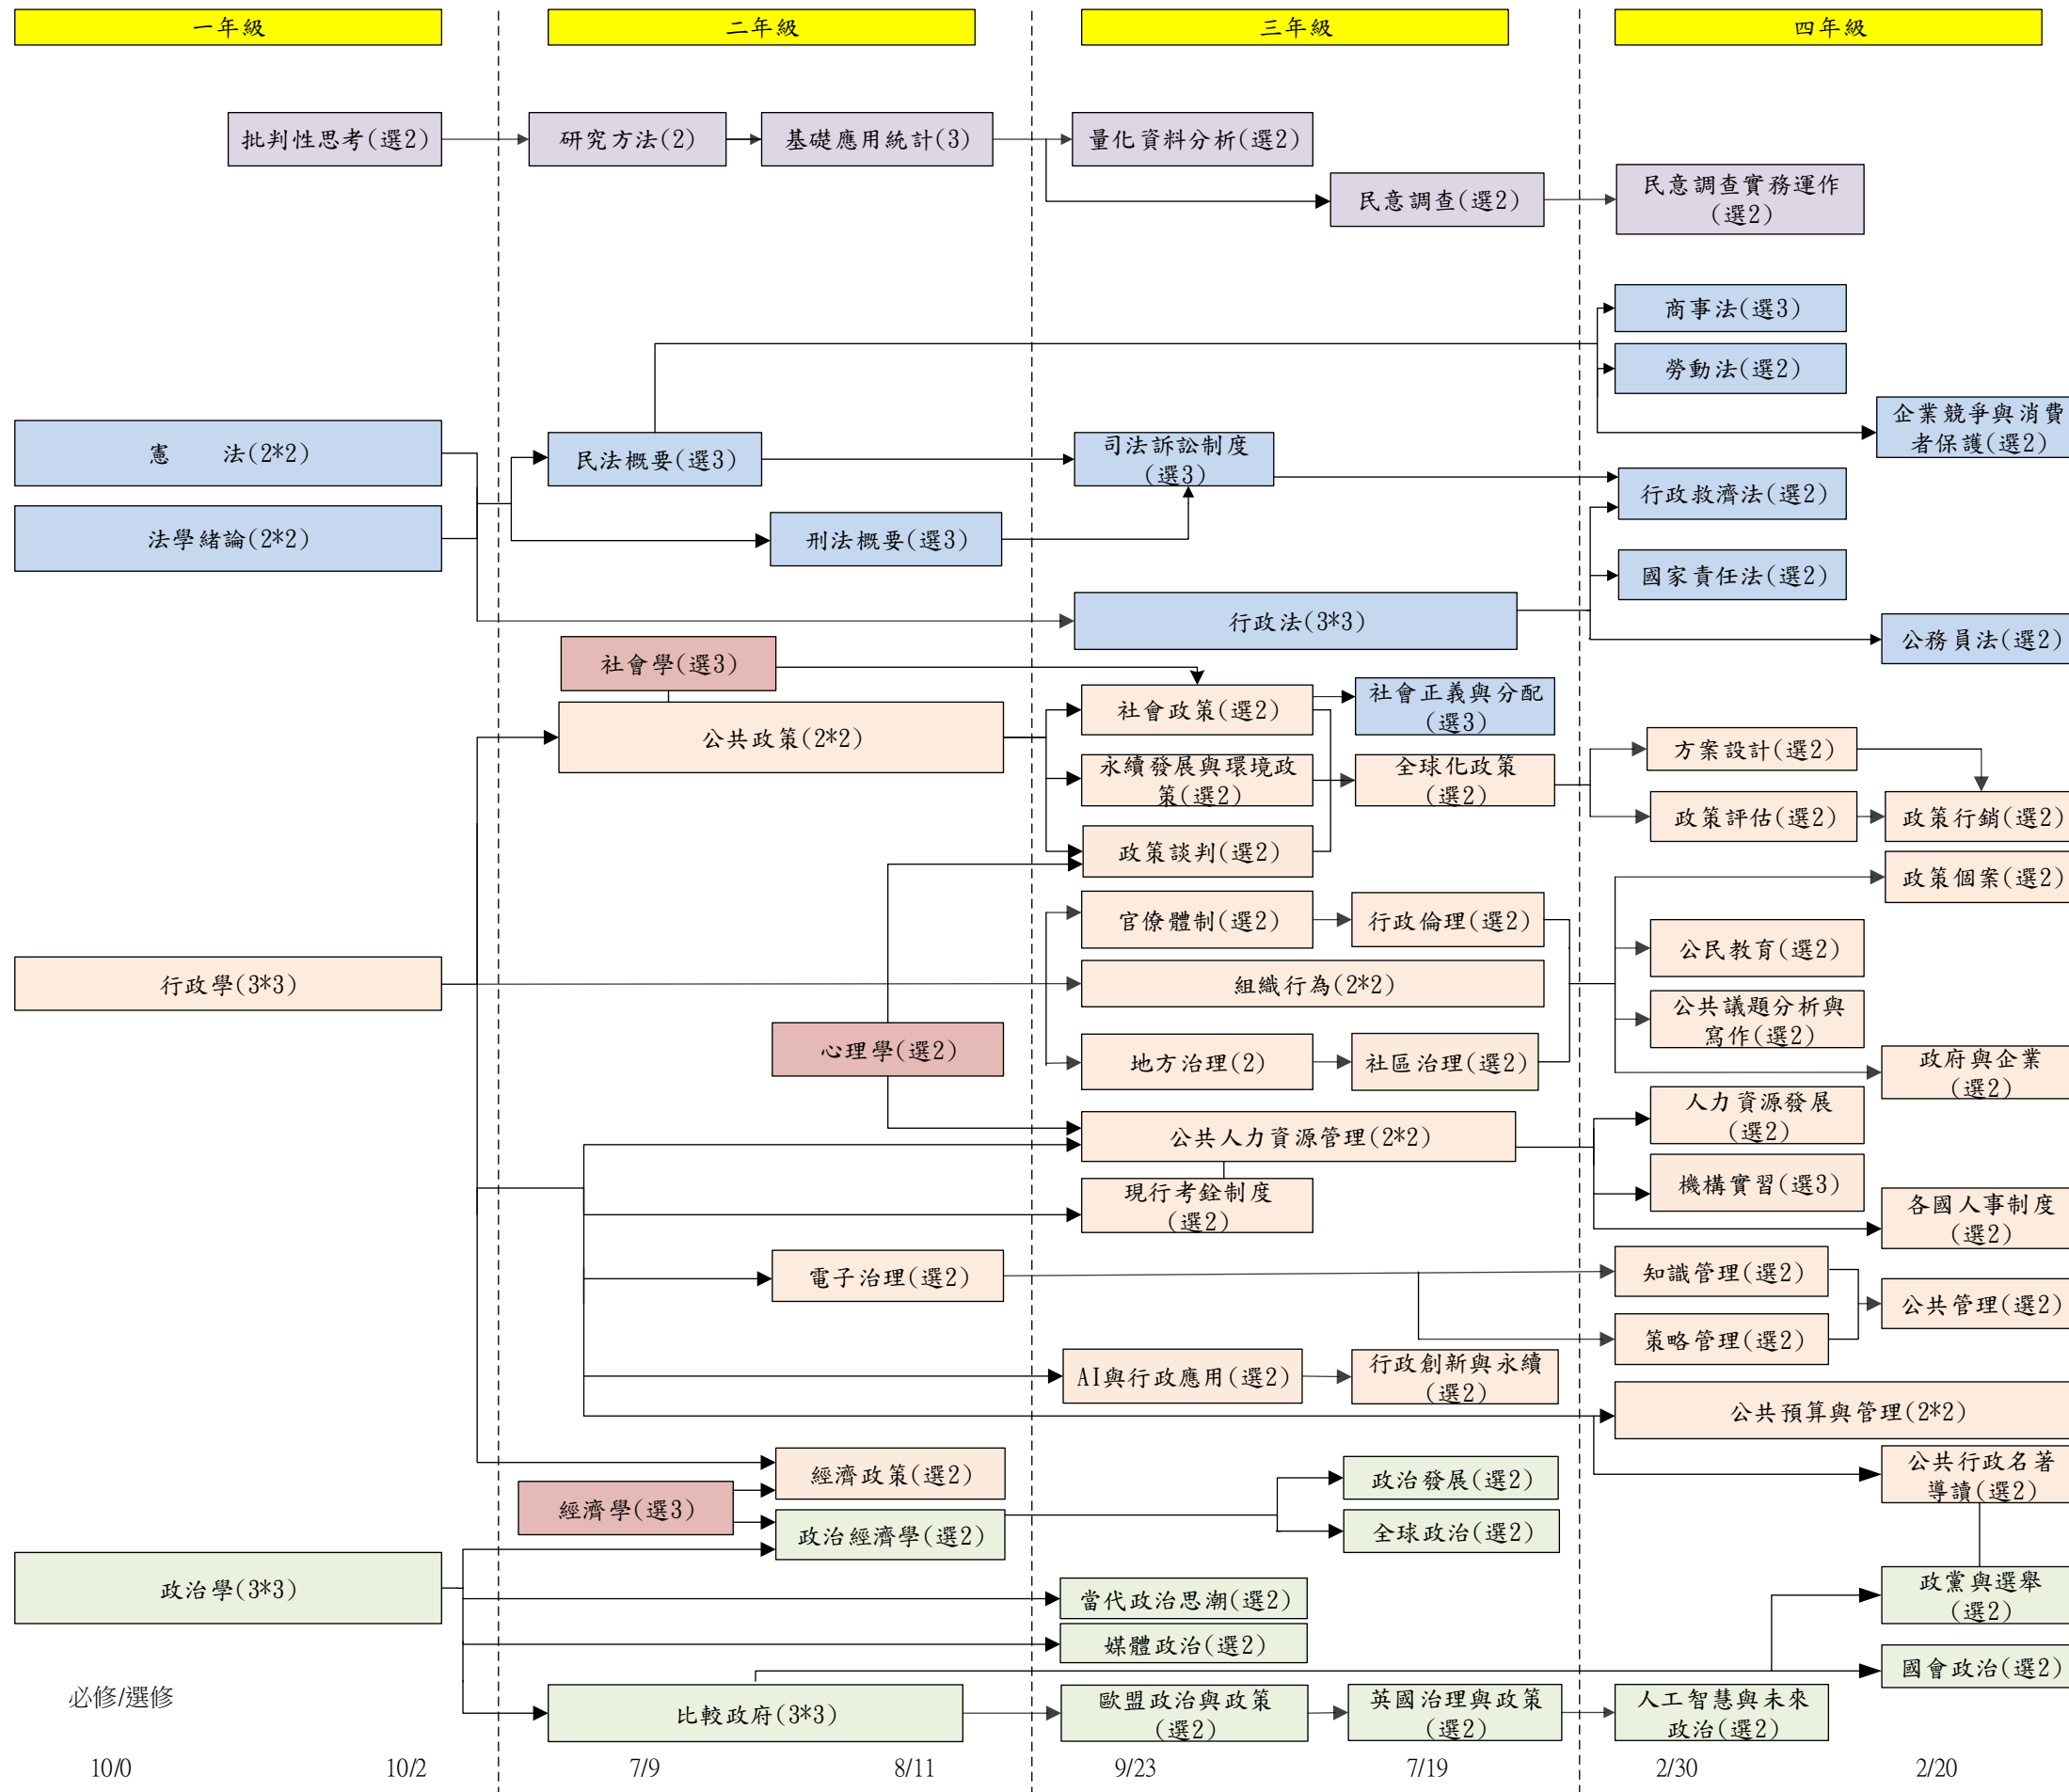 一年級
二年級
三年級
四年級
批判性思考(選2)
研究方法(2)
基礎應用統計(3)
量化資料分析(選2)
民意調查(選2)
民意調查實務運作
(選2)
商事法(選3)
勞動法(選2)
企業競爭與消費
者保護(選2)
憲 法(2*2)
民法概要(選3)
司法訴訟制度
(選3)
行政救濟法(選2)
法學緒論(2*2)
刑法概要(選3)
國家責任法(選2)
行政法(3*3)
公務員法(選2)
社會學(選3)
公共政策(2*2)
社會政策(選2)
社會正義與分配
(選3)
方案設計(選2)
永續發展與環境政
策(選2)
全球化政策
(選2)
政策評估(選2)
政策行銷(選2)
政策談判(選2)
政策個案(選2)
官僚體制(選2)
行政倫理(選2)
公民教育(選2)
行政學(3*3)
組織行為(2*2)
公共議題分析與
寫作(選2)
心理學(選2)
地方治理(2)
社區治理(選2)
政府與企業
(選2)
人力資源發展
(選2)
公共人力資源管理(2*2)
機構實習(選3)
現行考銓制度
(選2)
各國人事制度
(選2)
電子治理(選2)
知識管理(選2)
公共管理(選2)
策略管理(選2)
AI與行政應用(選2)
行政創新與永續
(選2)
公共預算與管理(2*2)
經濟政策(選2)
政治發展(選2)
公共行政名著
導讀(選2)
經濟學(選3)
政治經濟學(選2)
全球政治(選2)
政治學(3*3)
當代政治思潮(選2)
政黨與選舉
(選2)
媒體政治(選2)
國會政治(選2)
必修/選修
比較政府(3*3)
歐盟政治與政策
(選2)
英國治理與政策
(選2)
人工智慧與未來
政治(選2)
10/0
10/2
7/9
8/11
9/23
7/19
2/30
2/20